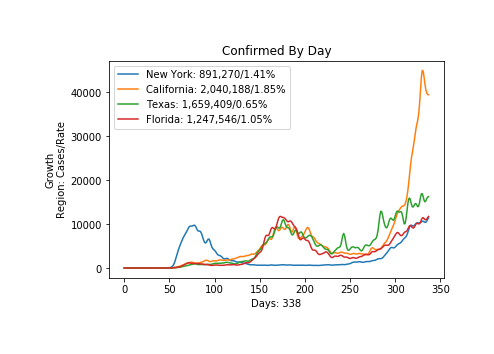 Confirmed By Day
New York: 891,270/1.41%
California: 2,040,188/1.85%
Texas: 1,659,409/0.65%
Florida: 1,247,546/1.05%
Growth
Region: Cases/Rate
40000
30000
20000
10000
0
0 50 100 150 200 250 300 350
Days: 338